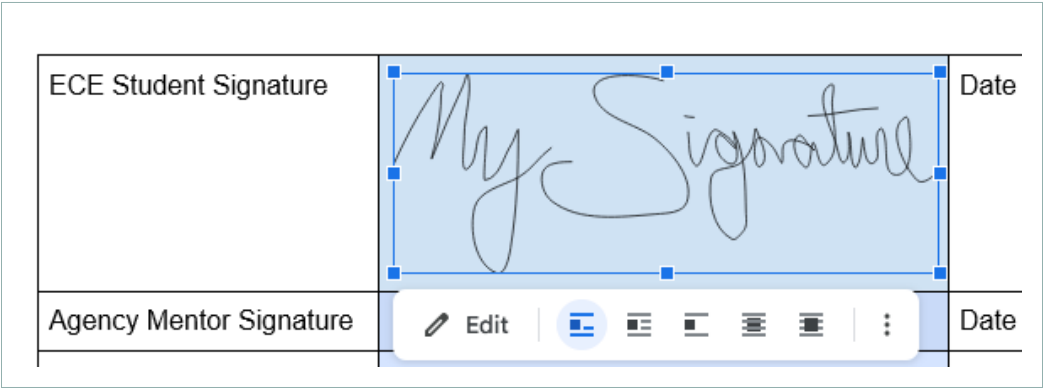 ECE Student Signature My Signature Date
Agency Mentor Signature Date
Edit